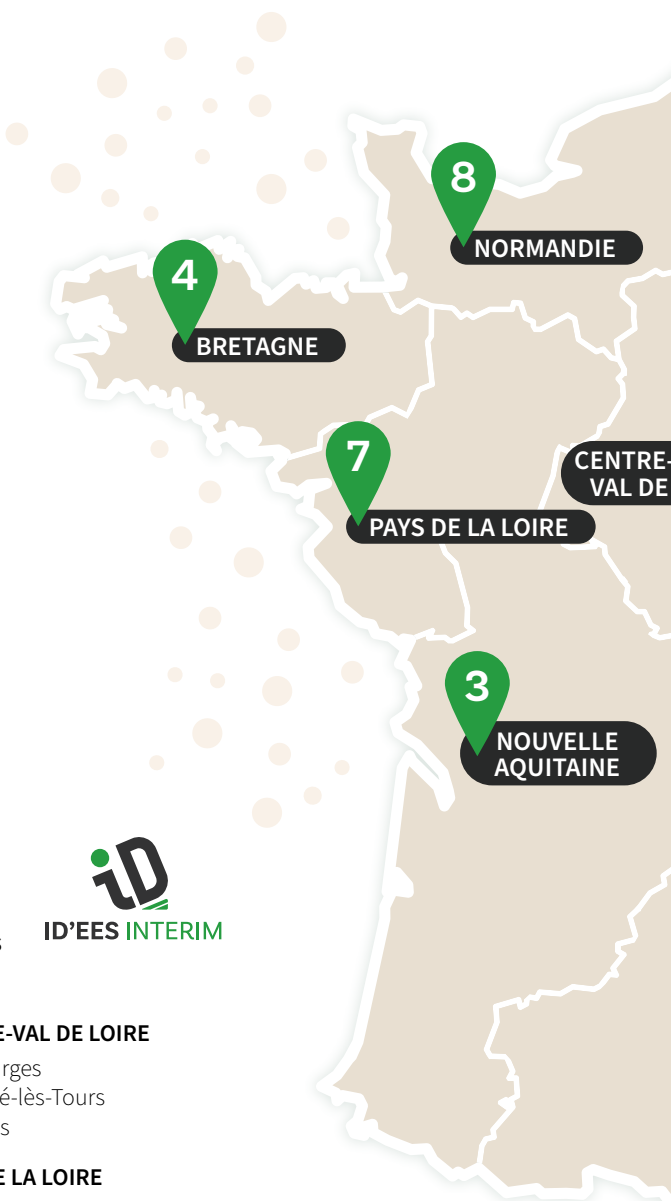 8
NORMANDIE
4
BRETAGNE
7
CENTRE-
VAL DE
PAYS DE LA LOIRE
3
NOUVELLE
AQUITAINE
iD
ID'EES INTERIM
s
E-VAL DE LOIRE
rges
é-lès-Tours
s
E LA LOIRE